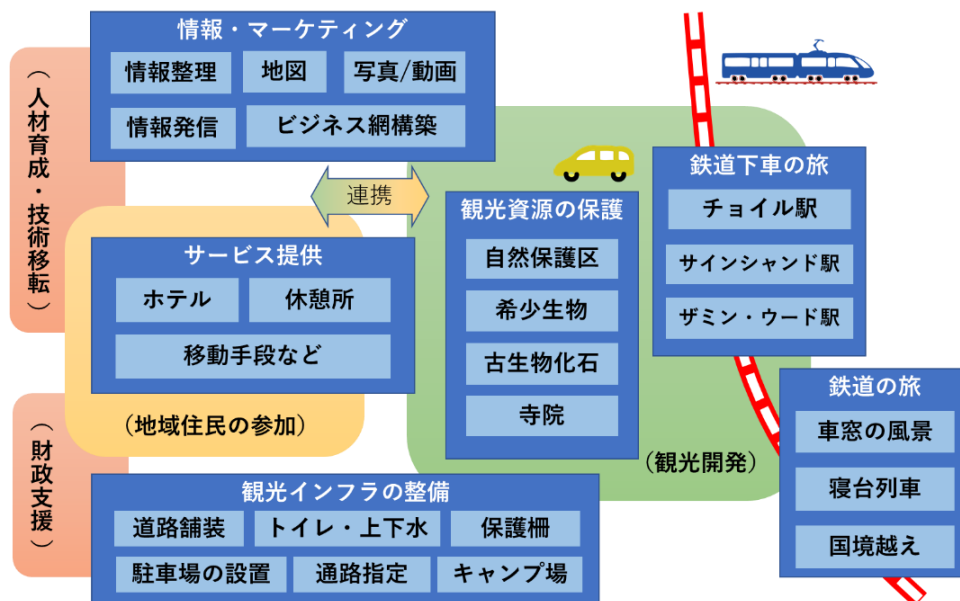 （人材育成・技術移転）
情報・マーケティング
情報整理
地図
写真/動画
情報発信
ビジネス網構築
連携
サービス提供
ホテル
休憩所
移動手段など
（地域住民の参加）
観光資源の保護
自然保護区
希少生物
古生物化石
寺院
（観光開発）
鉄道下車の旅
チョイル駅
サインシャンド駅
ザミン・ウード駅
鉄道の旅
車窓の風景
寝台列車
国境越え
（財政支援）
観光インフラの整備
道路舗装
トイレ・上下水
保護柵
駐車場の設置
通路指定
キャンプ場